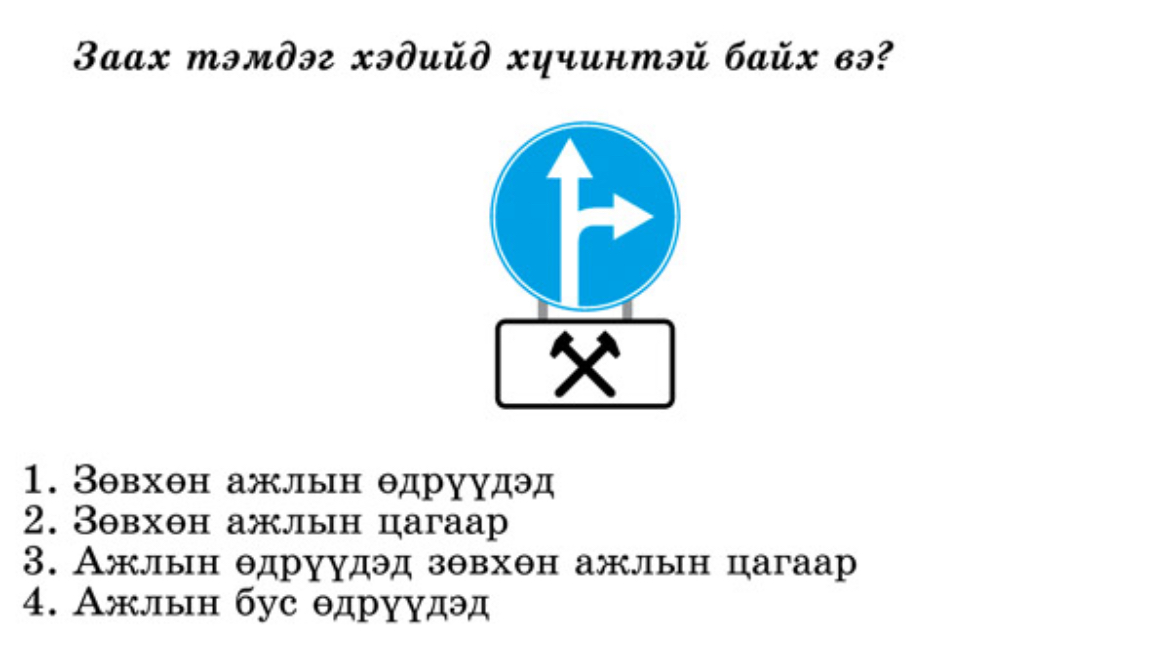 Заах тэмдэг хэдийд хүчинтэй байх вэ?
1. Зөвхөн ажлын өдрүүдэд
2. Зөвхөн ажлын цагаар
3. Ажлын өдрүүдэд зөвхөн ажлын цагаар
4. Ажлын бус өдрүүдэд